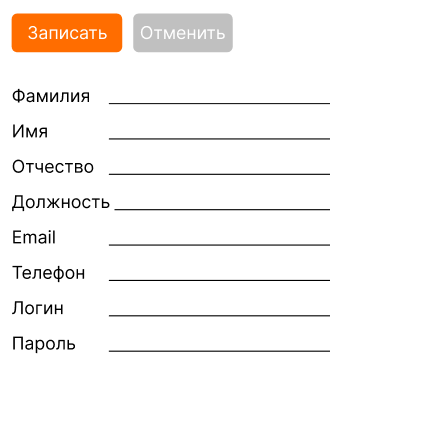 Записать Отменить
Фамилия
Имя
Отчество
Должность
Email
Телефон
Логин
Пароль